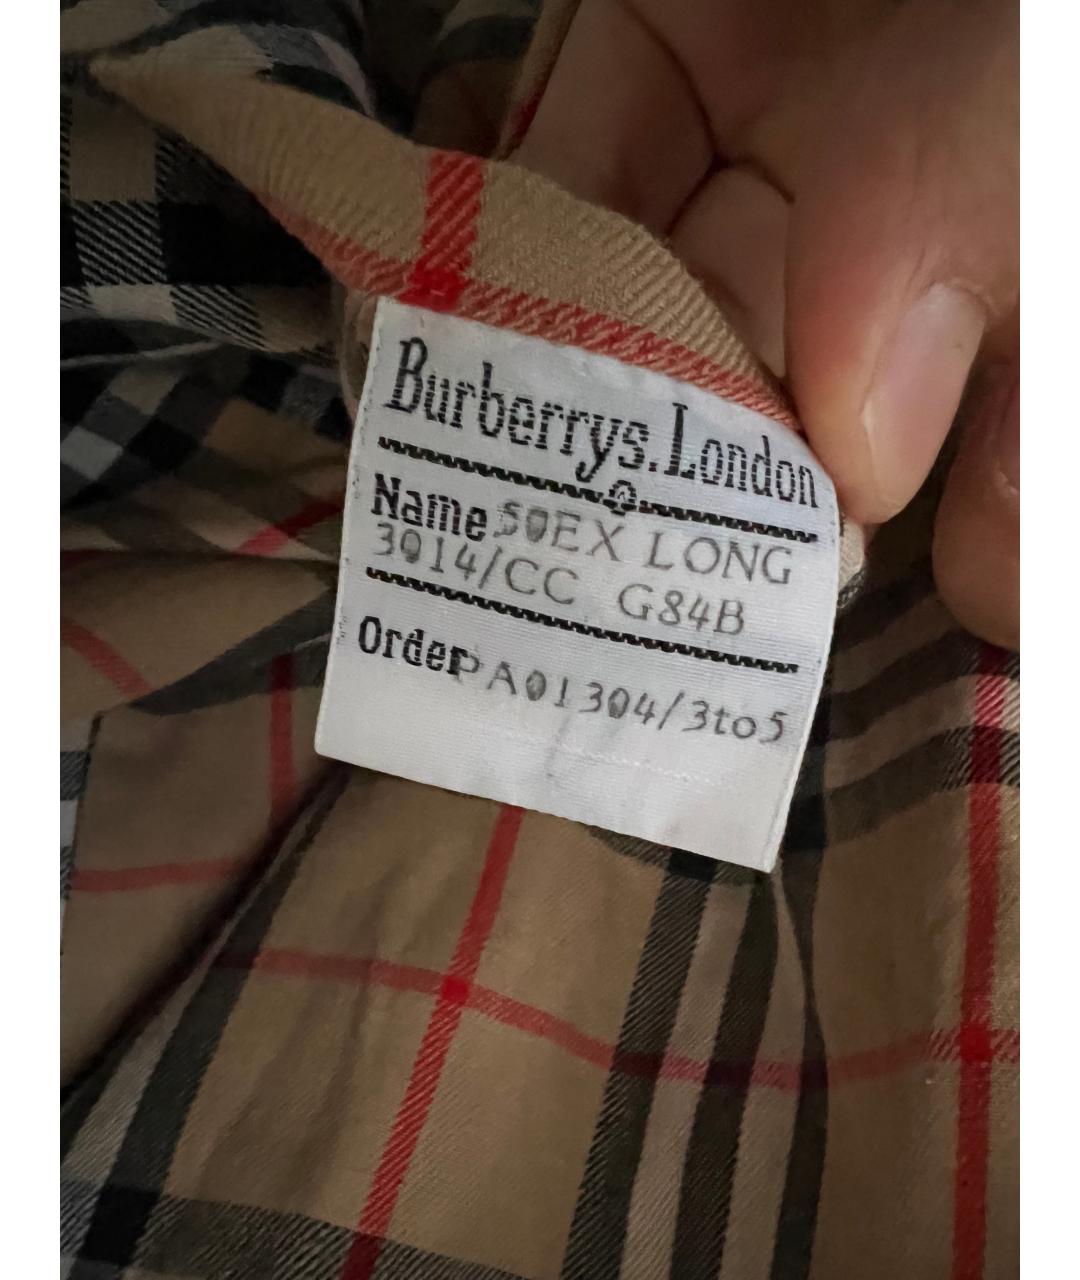 Burberrys.London
Name 50EX LONG
3014/CC G84B
Order PA01304/3to5